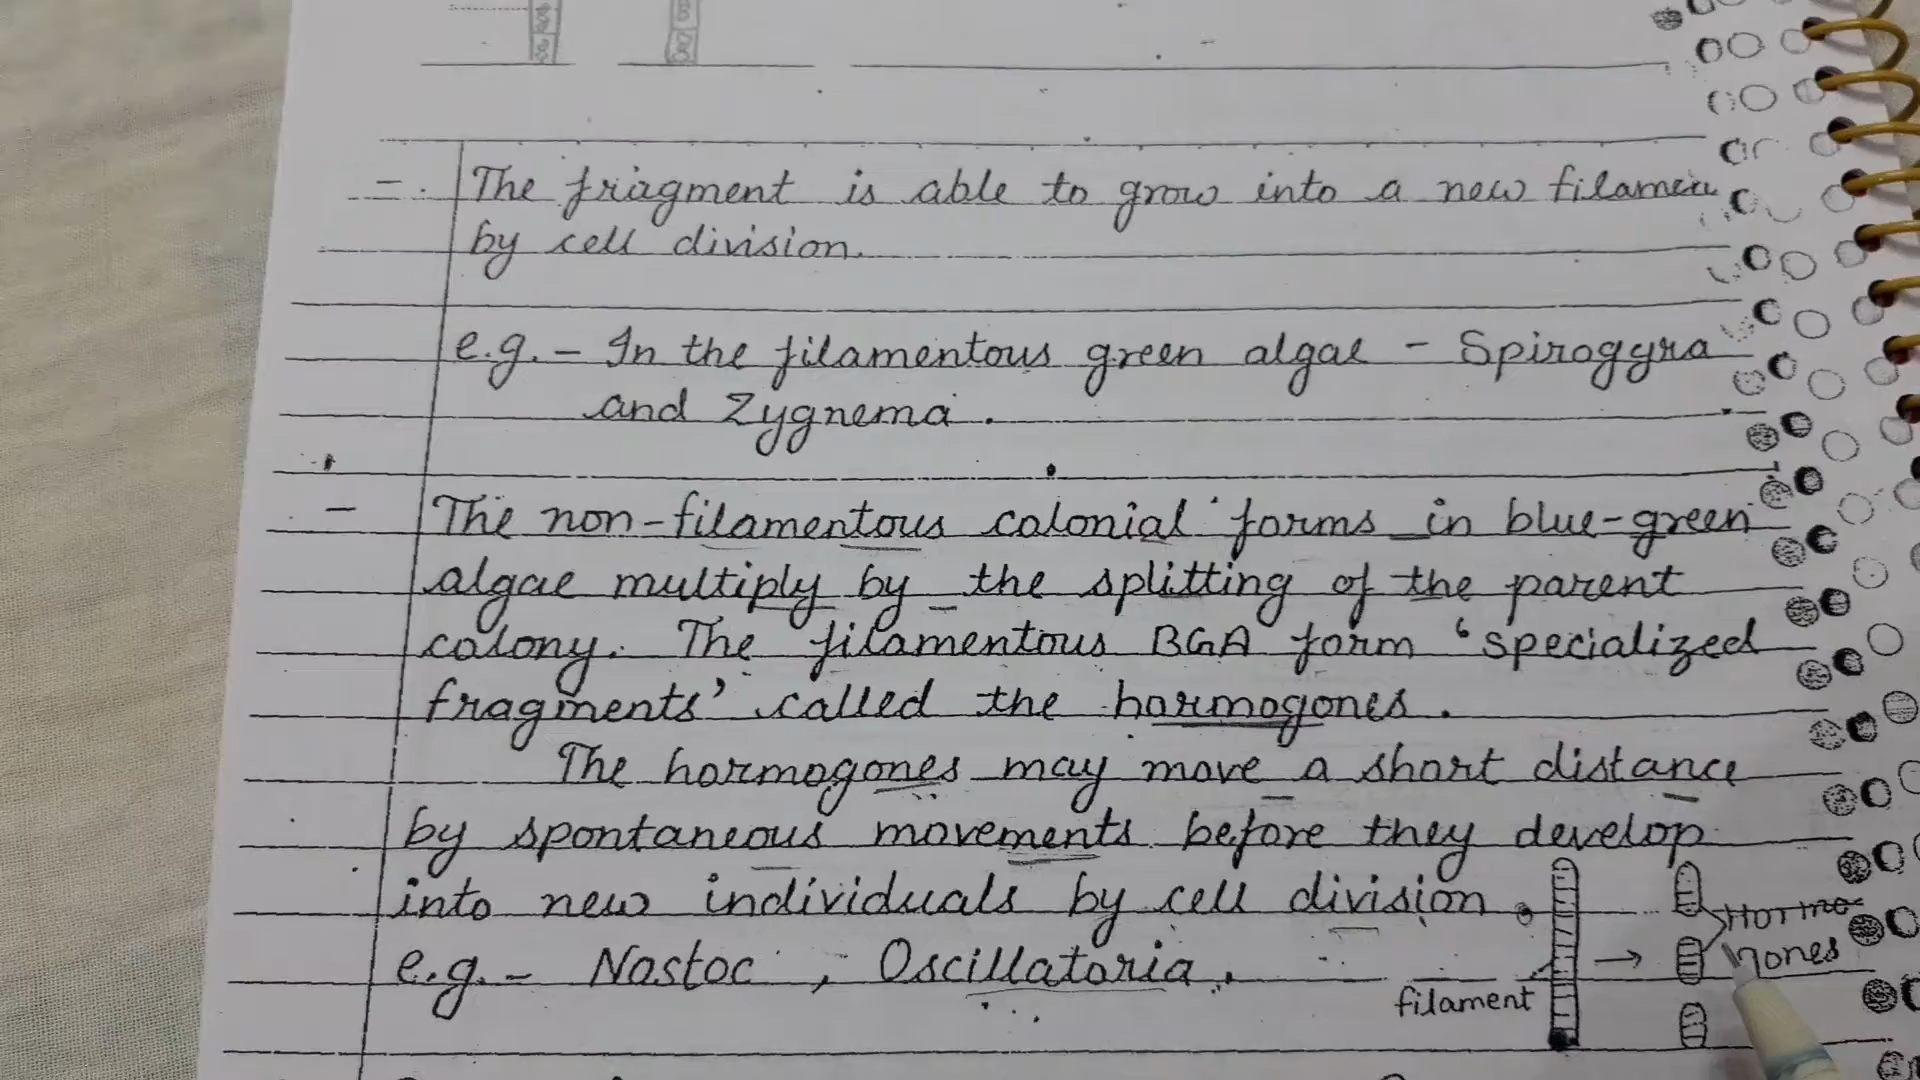 -. The fragment is able to grow into a new
by cell division.
e.g. - In the filamentous green algae - Spirogyra
and Zygnema.
- The non-filamentous colonial forms in blue-green
algae multiply by the splitting of the parent
colony. The filamentous BGA form 'specialized
fragments' called the hormogones.
The hormogones may move a short distance
by spontaneous movements before they develop
into new individuals by cell division.
e.g. - Nostoc, Oscillatoria.
Hormo-
filament